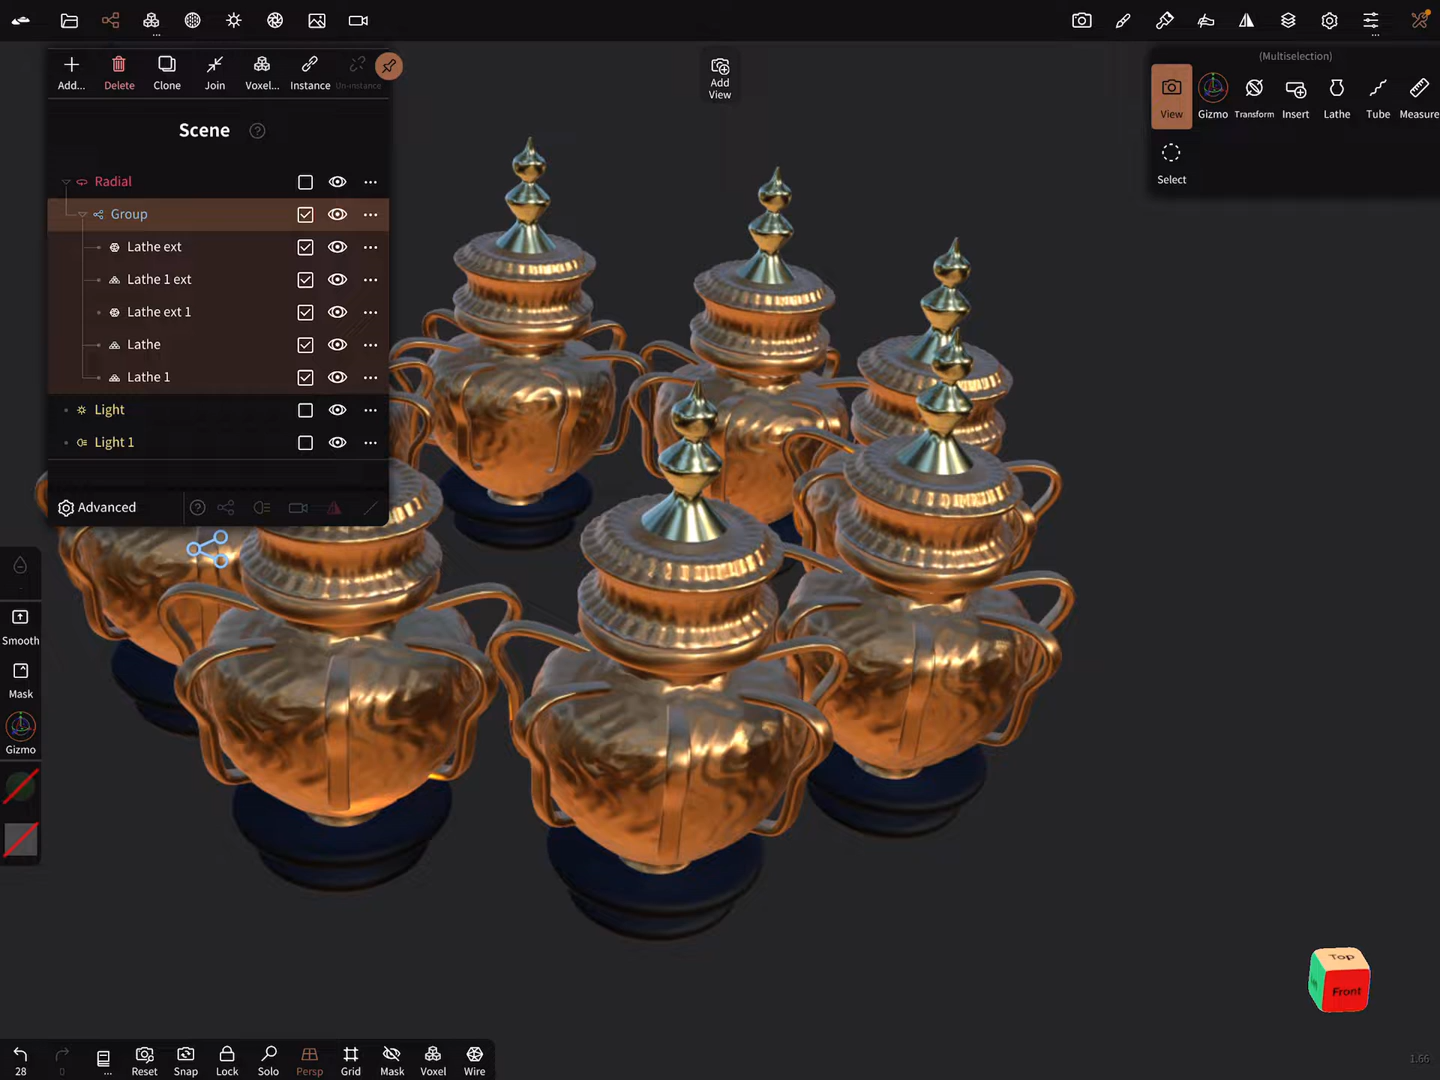 (Multiselection)
Add...
Delete
Clone
Join
Voxel...
Instance
Un-instance
Add
View
View
Gizmo
Transform
Insert
Lathe
Tube
Measure
Select
Scene
?
Radial
Group
Lathe ext
Lathe 1 ext
Lathe ext 1
Lathe
Lathe 1
Light
Light 1
Advanced
?
Smooth
Mask
Gizmo
Top
Front
28
0
...
Reset
Snap
Lock
Solo
Persp
Grid
Mask
Voxel
Wire
1.66